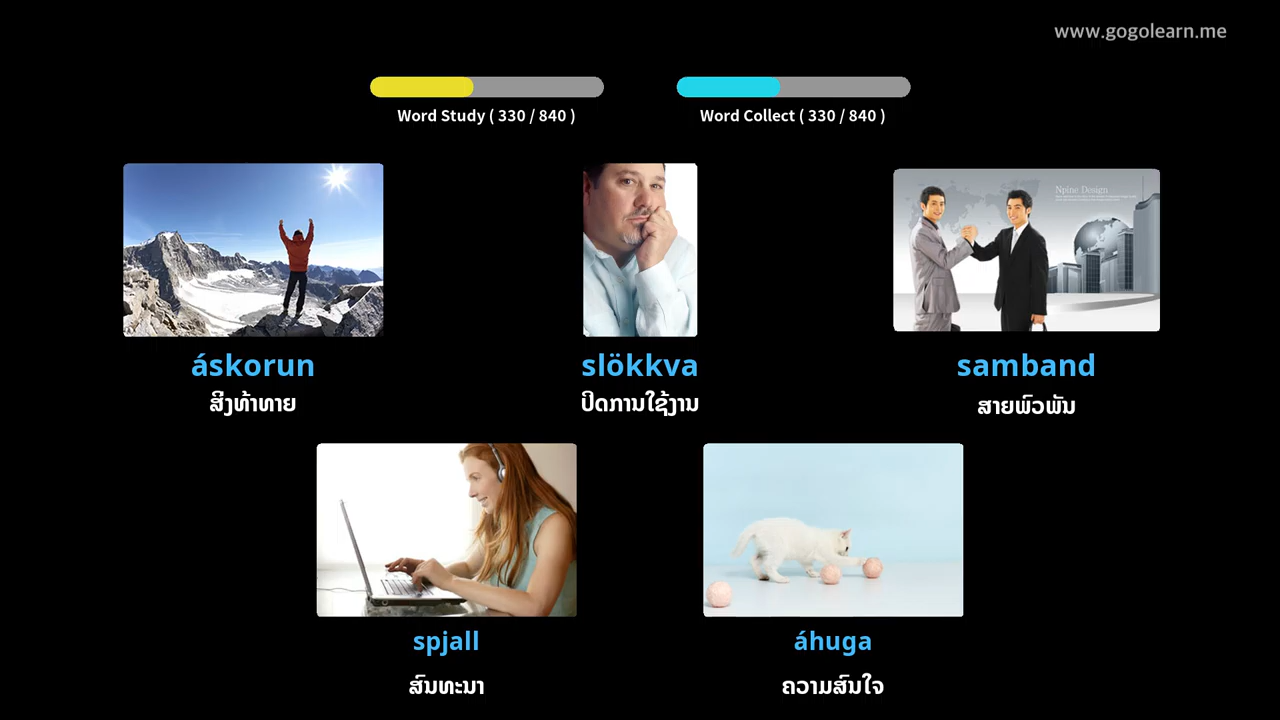 www.gogolearn.me
Word Study ( 330 / 840 )
Word Collect ( 330 / 840 )
Npine Design
áskorun
slökkva
samband
ສິ່ງທ້າທາຍ
ປິດການໃຊ້ງານ
ສາຍພົວພັນ
spjall
áhuga
ສົນທະນາ
ຄວາມສົນໃຈ